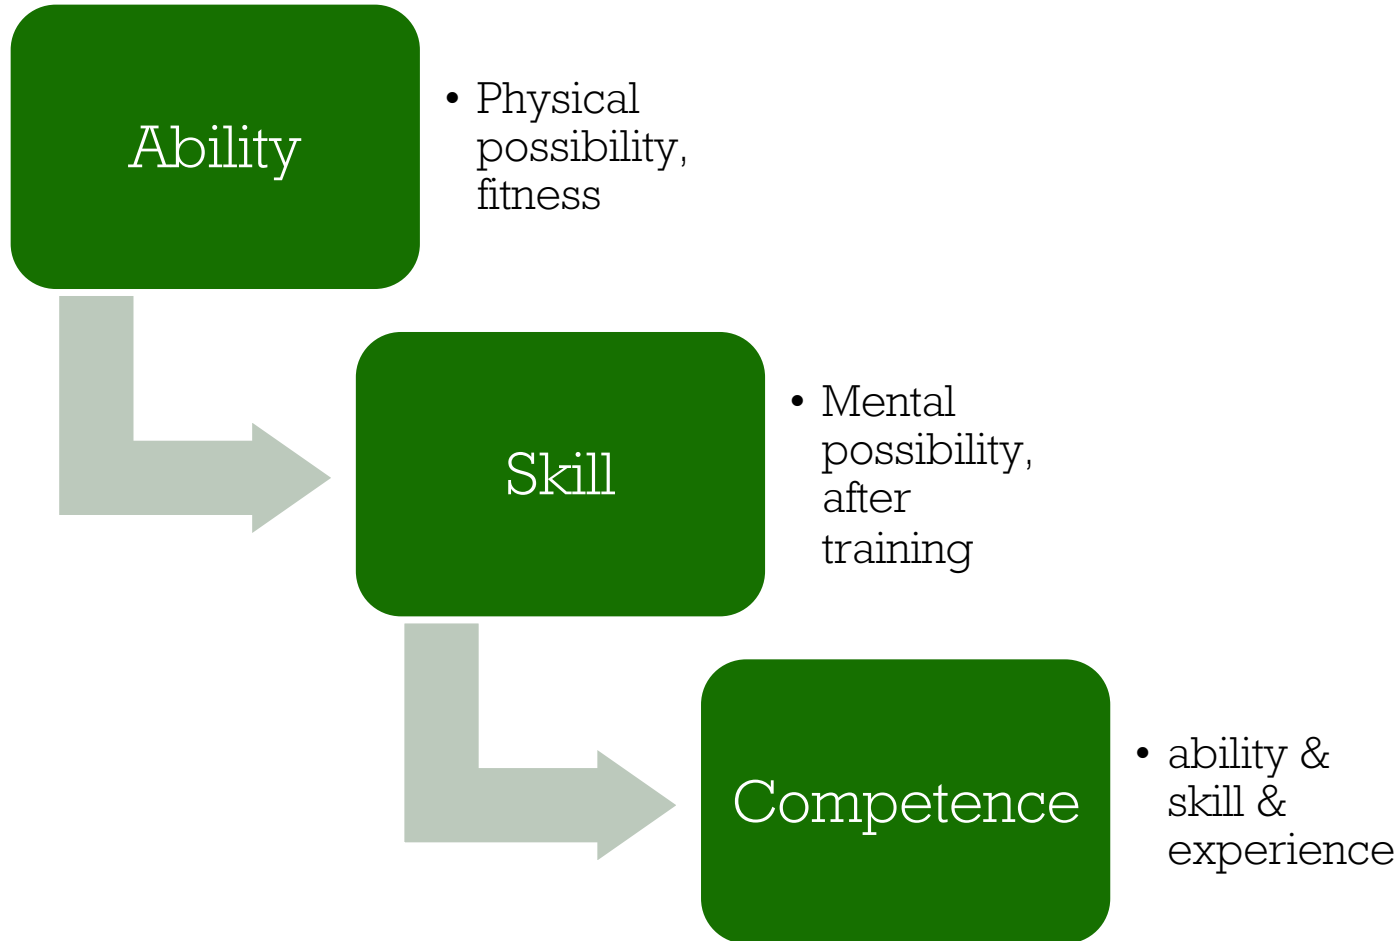 Ability
• Physical
possibility,
fitness
Skill
• Mental
possibility,
after
training
Competence
• ability &
skill &
experience